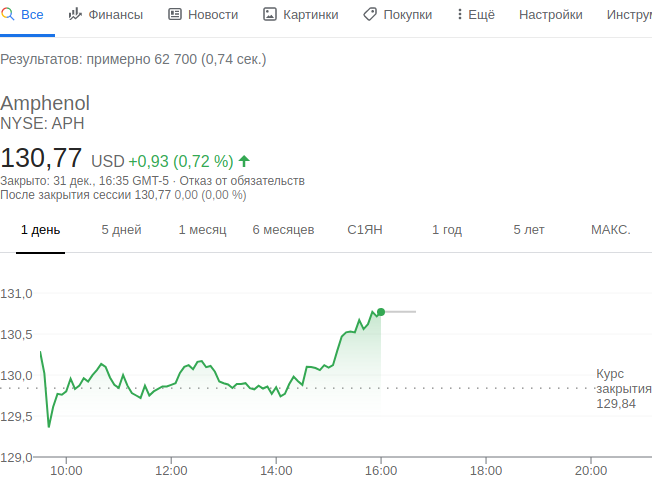 Все Финансы Новости Картинки Покупки Ещё Настройки
Результатов: примерно 62 700 (0,74 сек.)
Amphenol
NYSE: APH
130,77 USD +0,93 (0,72 %)
Закрыто: 31 дек., 16:35 GMT-5 · Отказ от обязательств
После закрытия сессии 130,77 0,00 (0,00 %)
1 день 5 дней 1 месяц 6 месяцев С1ЯН 1 год 5 лет МАКС.
131,0
130,5
130,0
129,5
129,0
Курс
закрытия
129,84
10:00 12:00 14:00 16:00 18:00 20:00